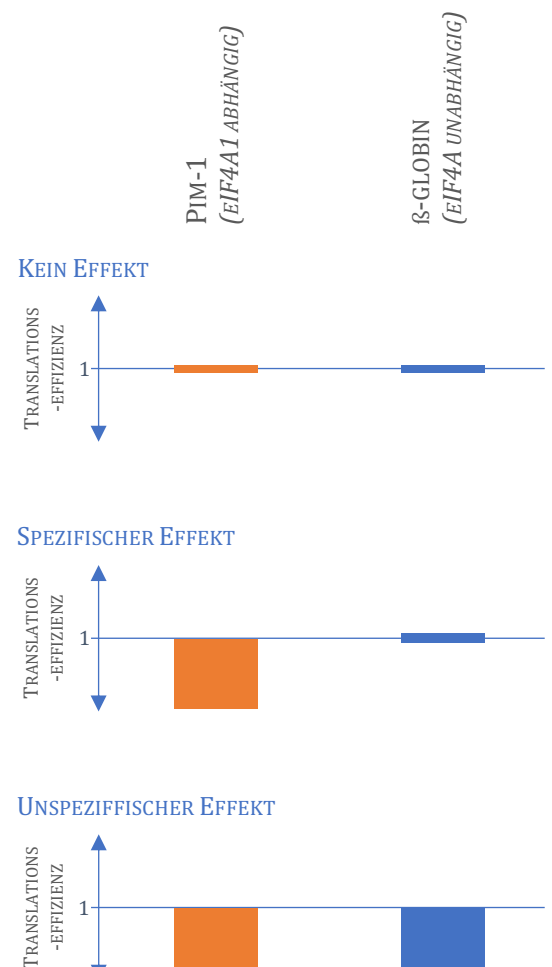 PIM-1
(EIF4A1 ABHÄNGIG)
ß-GLOBIN
(EIF4A UNABHÄNGIG)
KEIN EFFEKT
TRANSLATIONS
-EFFIZIENZ
1
SPEZIFISCHER EFFEKT
TRANSLATIONS
-EFFIZIENZ
1
UNSPEZIFFISCHER EFFEKT
TRANSLATIONS
-EFFIZIENZ
1